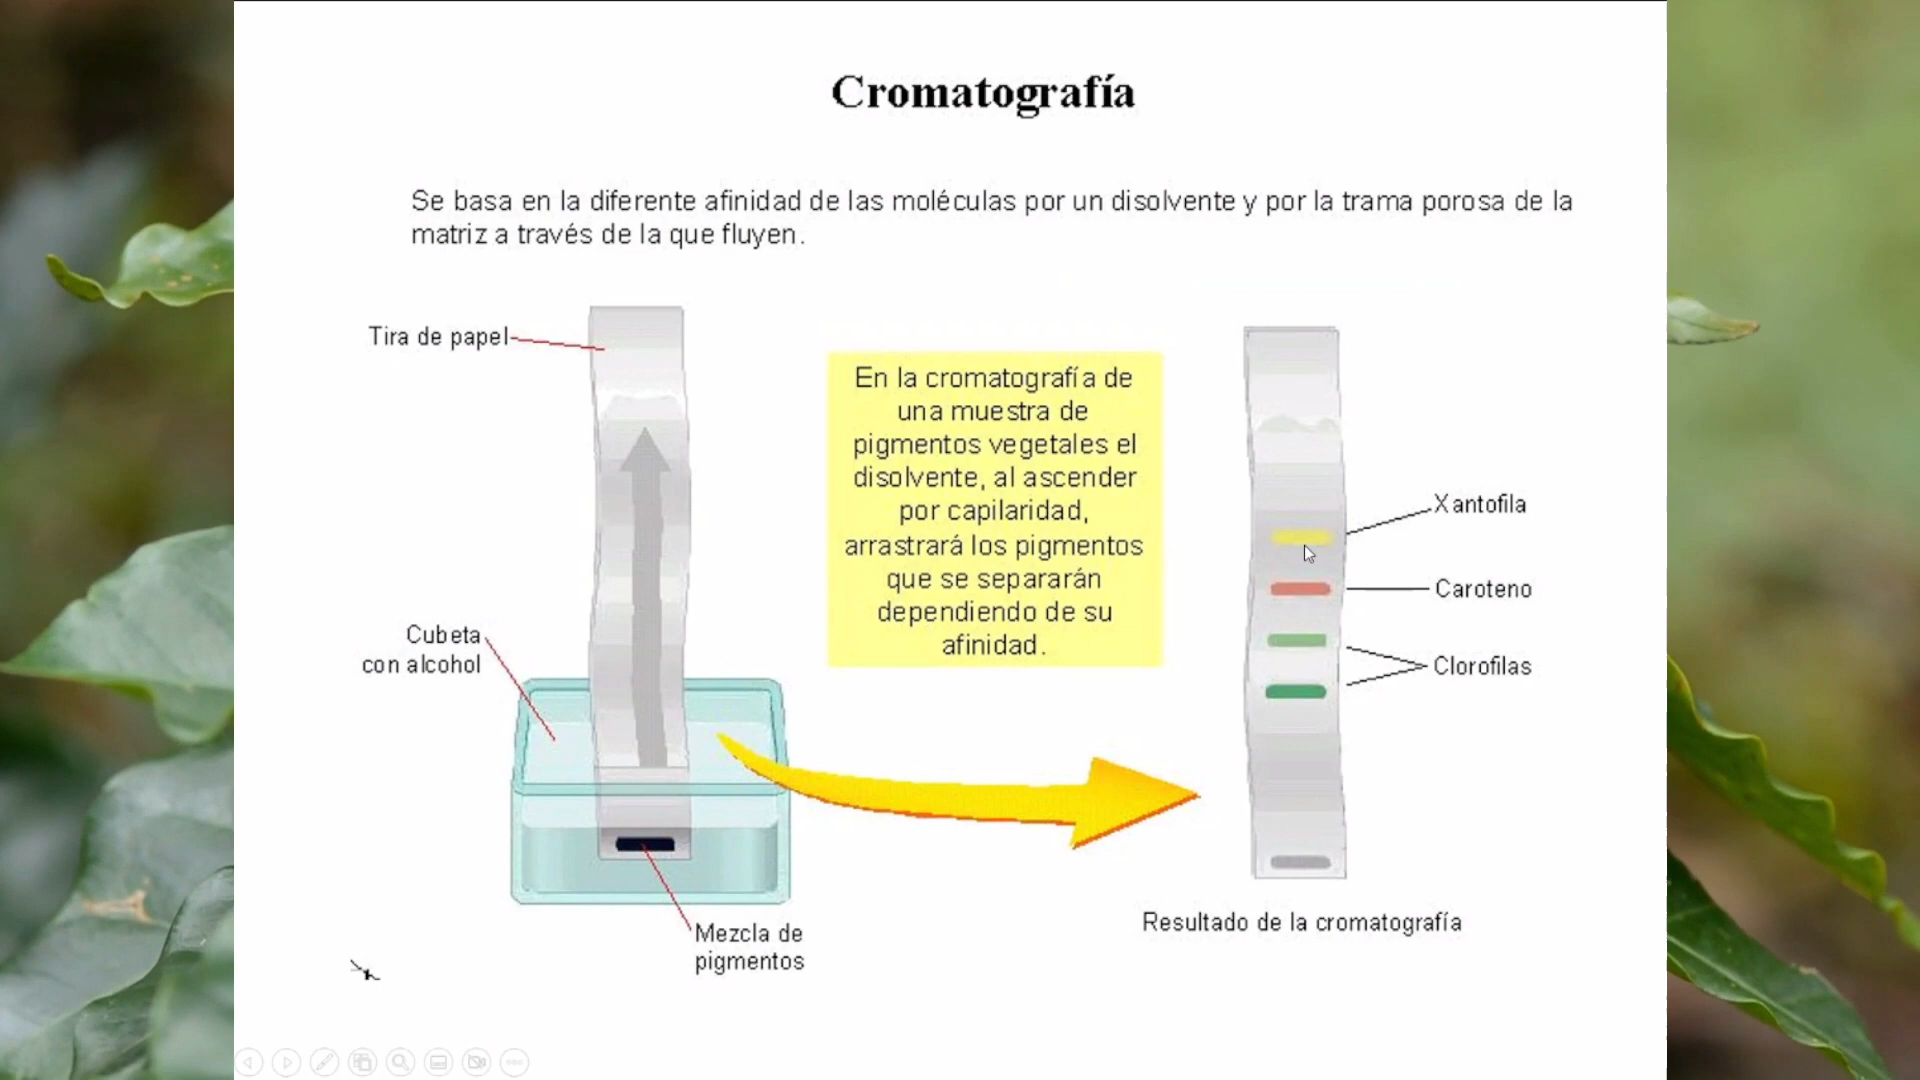 Cromatografía
Se basa en la diferente afinidad de las moléculas por un disolvente y por la trama porosa de la
matriz a través de la que fluyen.
Tira de papel
En la cromatografía de
una muestra de
pigmentos vegetales el
disolvente, al ascender
por capilaridad,
arrastrará los pigmentos
que se separarán
dependiendo de su
afinidad.
Cubeta
con alcohol
Mezcla de
pigmentos
Xantofila
Caroteno
Clorofilas
Resultado de la cromatografía